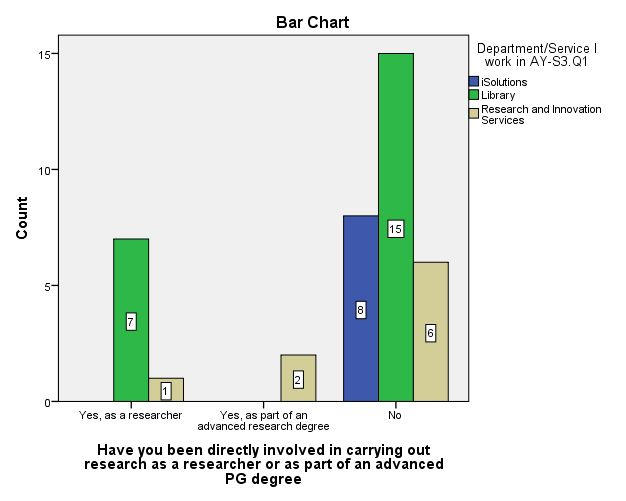 Bar Chart
Department/Service I
work in AY-S3.Q1
iSolutions
Library
Research and Innovation
Services
Count
15
10
5
0
7
1
2
8
15
6
Yes, as a researcher
Yes, as part of an
advanced research degree
No
Have you been directly involved in carrying out
research as a researcher or as part of an advanced
PG degree